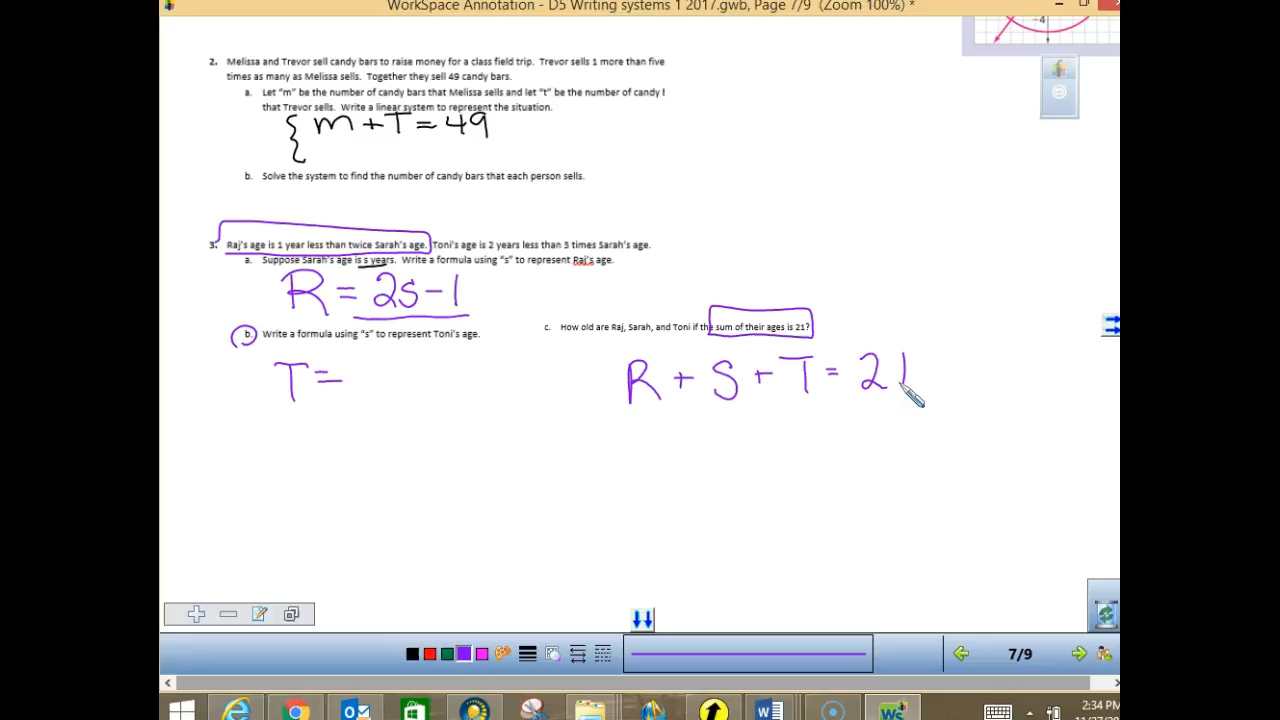 WorkSpace Annotation - D5 Writing systems 1 2017.gwb, Page 7/9 (Zoom 100%) *
-4
2. Melissa and Trevor sell candy bars to raise money for a class field trip. Trevor sells 1 more than five
times as many as Melissa sells. Together they sell 49 candy bars.
a. Let "m" be the number of candy bars that Melissa sells and let "t" be the number of candy
that Trevor sells. Write a linear system to represent the situation.
{ m + T = 49
b. Solve the system to find the number of candy bars that each person sells.
3. Raj's age is 1 year less than twice Sarah's age. Toni's age is 2 years less than 3 times Sarah's age.
a. Suppose Sarah's age is s years. Write a formula using "s" to represent Raj's age.
R = 2s - 1
b. Write a formula using "s" to represent Toni's age.
T =
c. How old are Raj, Sarah, and Toni if the sum of their ages is 21?
R + S + T = 21
7/9
2:34 PM